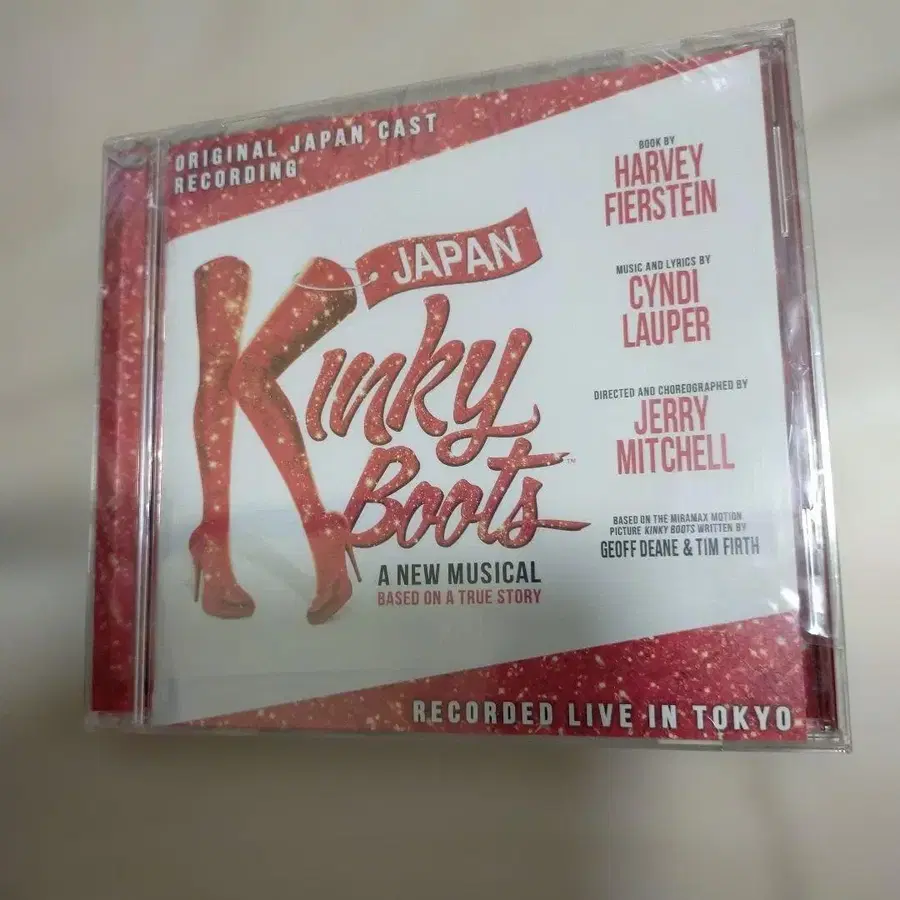 ORIGINAL JAPAN CAST
RECORDING
JAPAN
Kinky
Boots™
A NEW MUSICAL
BASED ON A TRUE STORY
BOOK BY
HARVEY
FIERSTEIN
MUSIC AND LYRICS BY
CYNDI
LAUPER
DIRECTED AND CHOREOGRAPHED BY
JERRY
MITCHELL
BASED ON THE MIRAMAX MOTION
PICTURE KINKY BOOTS WRITTEN BY
GEOFF DEANE & TIM FIRTH
RECORDED LIVE IN TOKYO